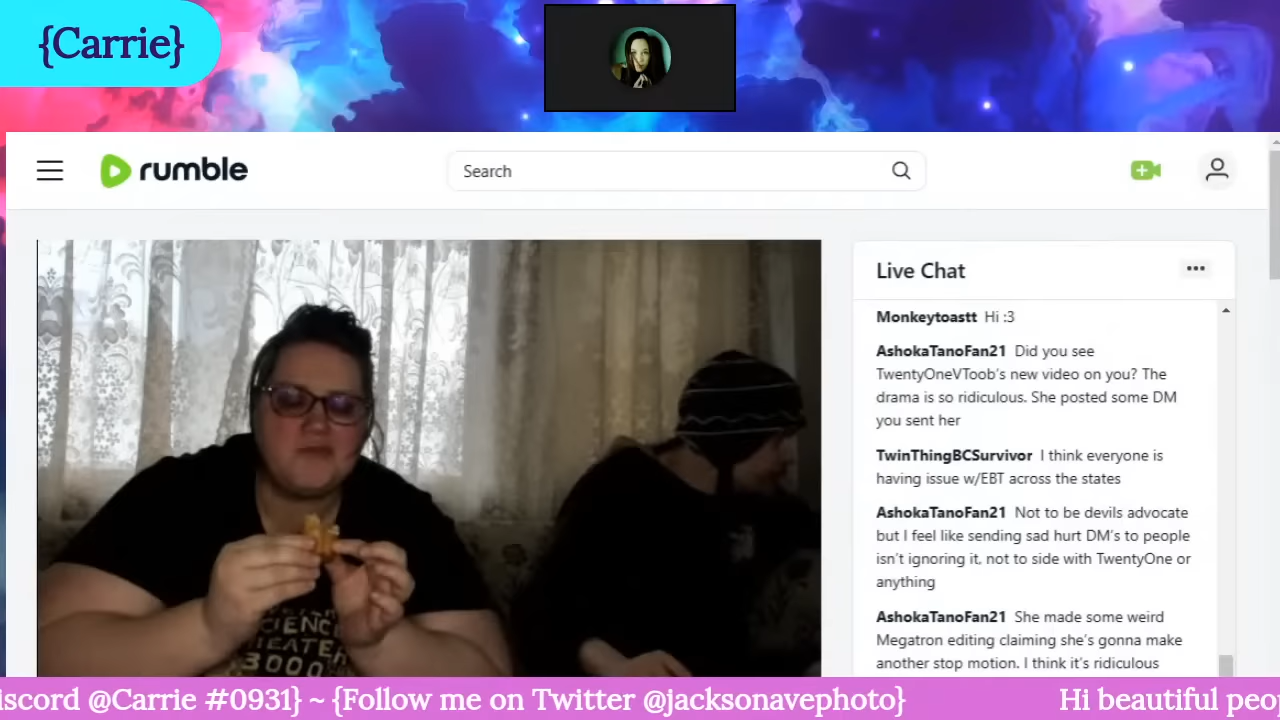 {Carrie}
rumble
Search
Live Chat
Monkeytoastt Hi :3
AshokaTanoFan21 Did you see
TwentyOneVToob's new video on you? The
drama is so ridiculous. She posted some DM
you sent her
TwinThingBCSurvivor I think everyone is
having issue w/EBT across the states
AshokaTanoFan21 Not to be devils advocate
but I feel like sending sad hurt DM's to people
isn't ignoring it, not to side with TwentyOne or
anything
AshokaTanoFan21 She made some weird
Megatron editing claiming she's gonna make
another stop motion. I think it's ridiculous
3000
iscord @Carrie #0931} ~ {Follow me on Twitter @jacksonavephoto} Hi beautiful peop